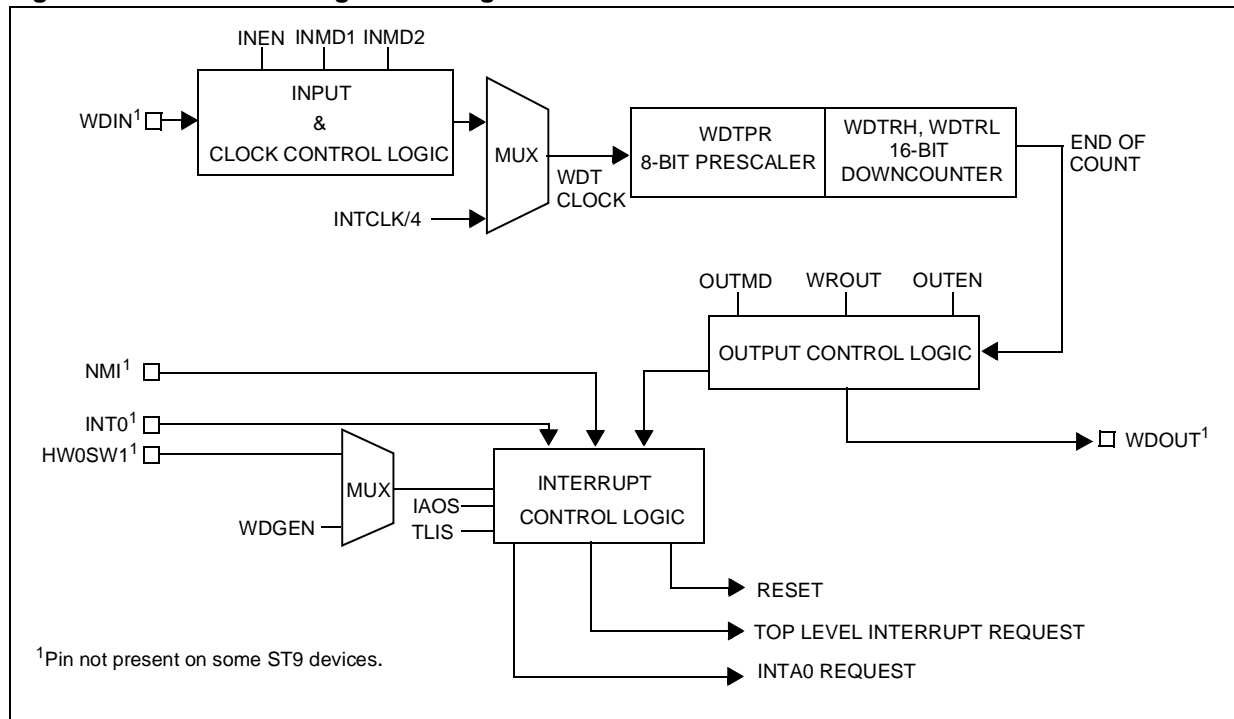 INEN INMD1 INMD2
INPUT
&
CLOCK CONTROL LOGIC
WDIN¹
MUX
INTCLK/4
WDT
CLOCK
WDTPR
8-BIT PRESCALER
WDTRH, WDTRL
16-BIT
DOWNCOUNTER
END OF
COUNT
OUTMD WROUT OUTEN
OUTPUT CONTROL LOGIC
NMI¹
INT0¹
HW0SW1¹
WDOUT¹
MUX
WDGEN
IAOS
TLIS
INTERRUPT
CONTROL LOGIC
RESET
TOP LEVEL INTERRUPT REQUEST
INTA0 REQUEST
¹Pin not present on some ST9 devices.